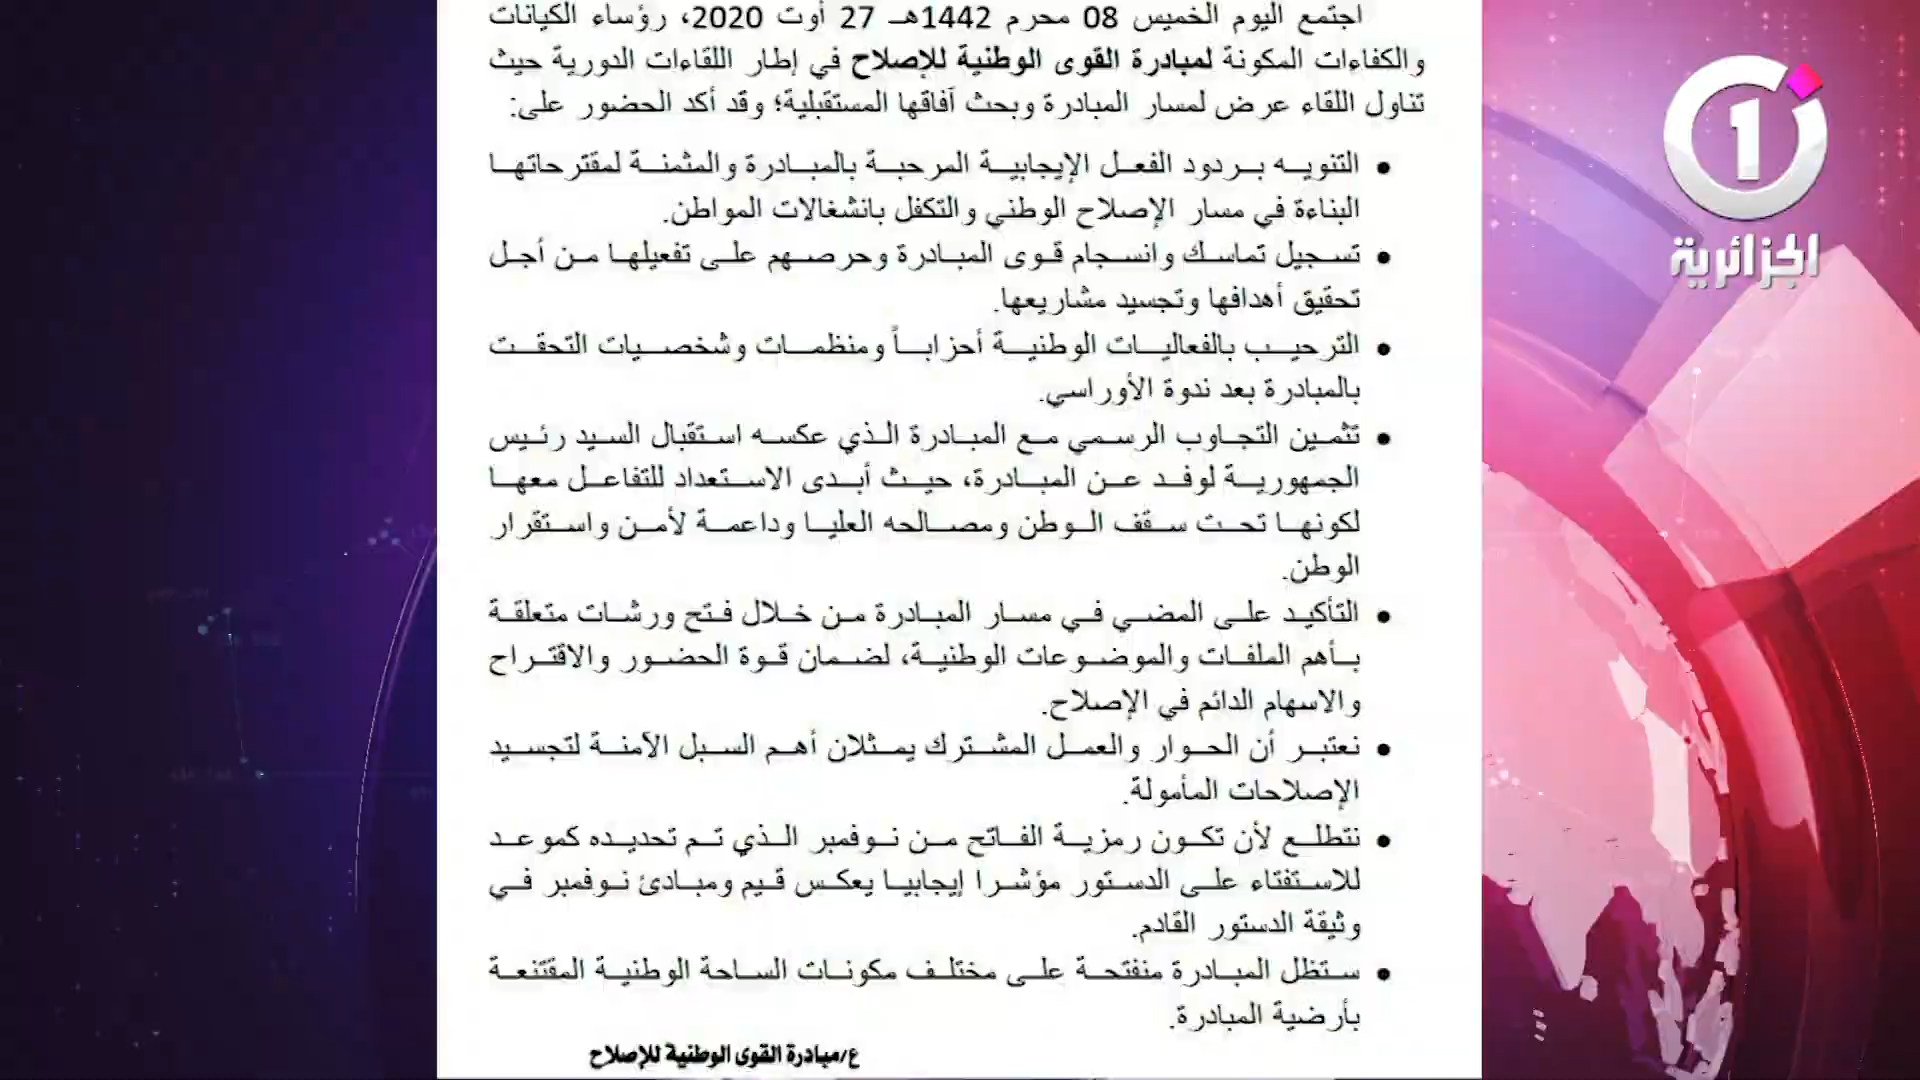 اجتمع اليوم الخميس 08 محرم 1442هـ 27 أوت 2020، رؤساء الكيانات
والكفاءات المكونة لمبادرة القوى الوطنية للإصلاح في إطار اللقاءات الدورية حيث
تناول اللقاء عرض لمسار المبادرة وبحث آفاقها المستقبلية؛ وقد أكد الحضور على:
• التنويه بردود الفعل الإيجابية المرحبة بالمبادرة والمثمنة لمقترحاتها
البناءة في مسار الإصلاح الوطني والتكفل بانشغالات المواطن.
• تسجيل تماسك وانسجام قوى المبادرة وحرصهم على تفعيلها من أجل
تحقيق أهدافها وتجسيد مشاريعها.
• الترحيب بالفعاليات الوطنية أحزاباً ومنظمات وشخصيات التحقت
بالمبادرة بعد ندوة الأوراسي.
• تثمين التجاوب الرسمي مع المبادرة الذي عكسه استقبال السيد رئيس
الجمهورية لوفد عن المبادرة، حيث أبدى الاستعداد للتفاعل معها
لكونها تحت سقف الوطن ومصالحه العليا وداعمة لأمن واستقرار
الوطن.
• التأكيد على المضي في مسار المبادرة من خلال فتح ورشات متعلقة
بأهم الملفات والموضوعات الوطنية، لضمان قوة الحضور والاقتراح
والاسهام الدائم في الإصلاح.
• نعتبر أن الحوار والعمل المشترك يمثلان أهم السبل الآمنة لتجسيد
الإصلاحات المأمولة.
• نتطلع لأن تكون رمزية الفاتح من نوفمبر الذي تم تحديده كموعد
للاستفتاء على الدستور مؤشرا إيجابيا يعكس قيم ومبادئ نوفمبر في
وثيقة الدستور القادم.
• ستظل المبادرة منفتحة على مختلف مكونات الساحة الوطنية المقتنعة
بأرضية المبادرة.
ع/مبادرة القوى الوطنية للإصلاح
1
الجزائرية